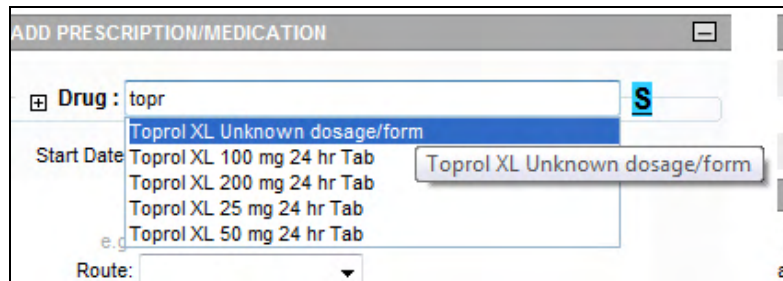 ADD PRESCRIPTION/MEDICATION
Drug : topr S
Toprol XL Unknown dosage/form
Start Date Toprol XL 100 mg 24 hr Tab
Toprol XL Unknown dosage/form
Toprol XL 200 mg 24 hr Tab
Toprol XL 25 mg 24 hr Tab
e.g Toprol XL 50 mg 24 hr Tab
Route: